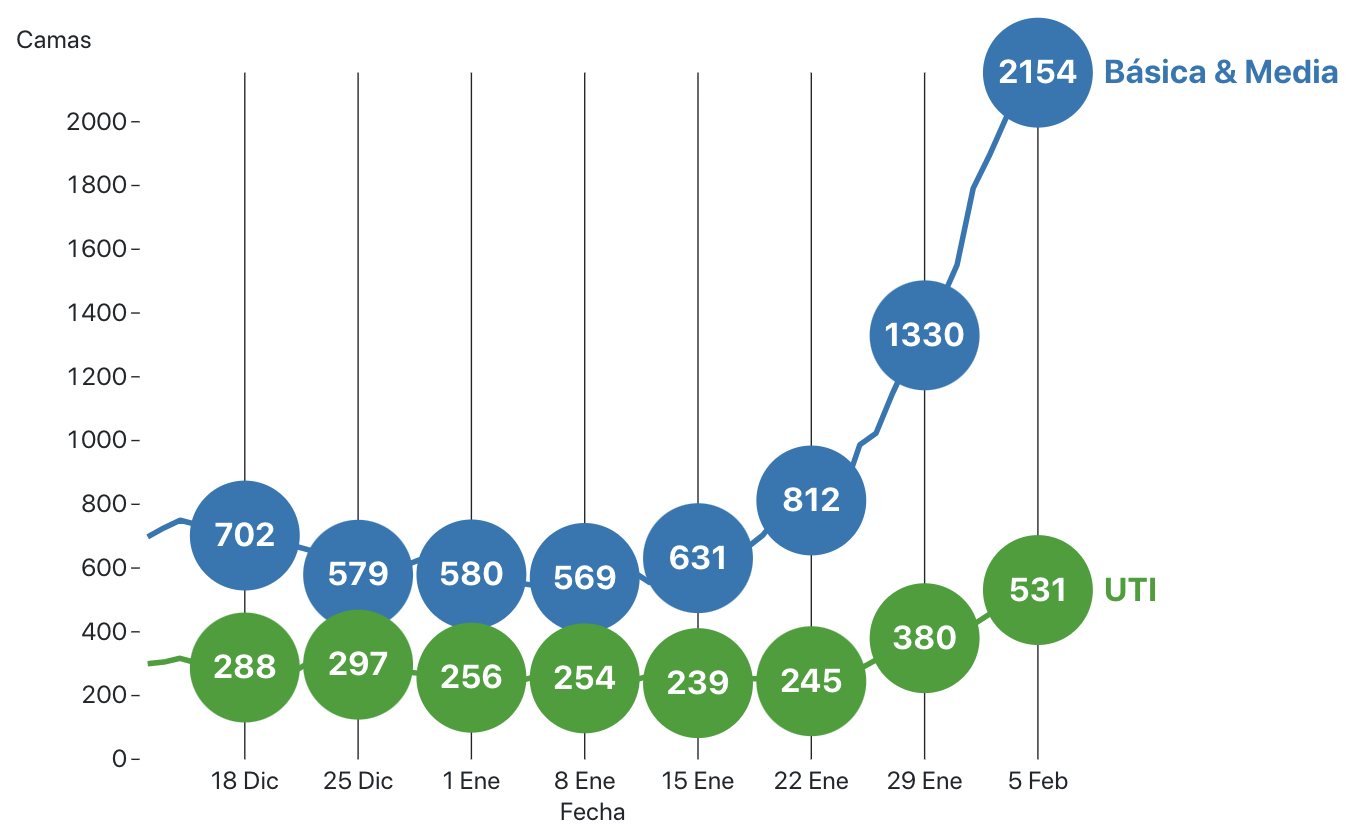 Camas
2154 Básica & Media
2000
1800
1600
1400
1330
1200
1000
812
800
702
631
600
579 580 569
531 UTI
400
380
288 297 256 254 239 245
200
0
18 Dic 25 Dic 1 Ene 8 Ene 15 Ene 22 Ene 29 Ene 5 Feb
Fecha